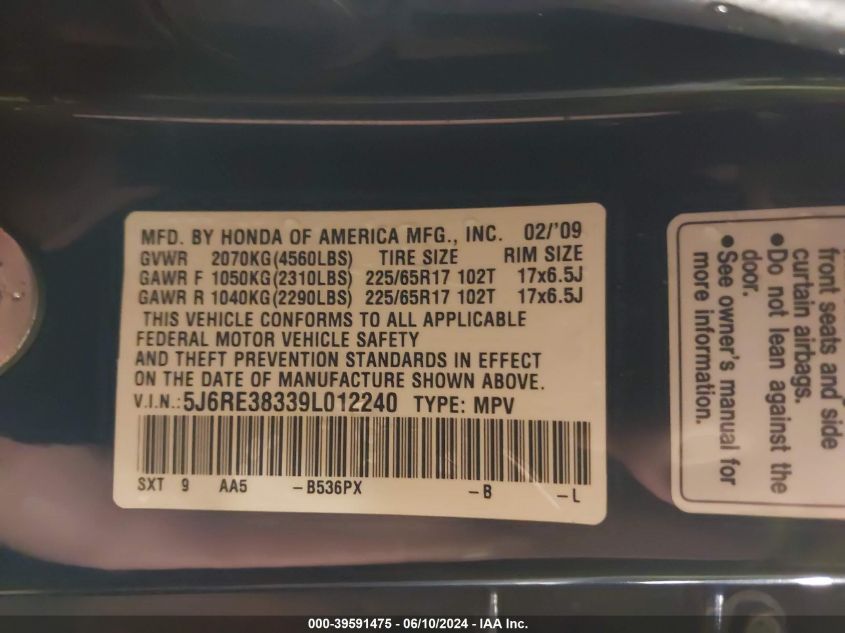 MFD. BY HONDA OF AMERICA MFG., INC. 02/'09
GVWR 2070KG(4560LBS) TIRE SIZE RIM SIZE
GAWR F 1050KG(2310LBS) 225/65R17 102T 17x6.5J
GAWR R 1040KG(2290LBS) 225/65R17 102T 17x6.5J
THIS VEHICLE CONFORMS TO ALL APPLICABLE
FEDERAL MOTOR VEHICLE SAFETY
AND THEFT PREVENTION STANDARDS IN EFFECT
ON THE DATE OF MANUFACTURE SHOWN ABOVE.
V.I.N.:5J6RE38339L012240 TYPE: MPV
SXT 9 AA5 -B536PX -B -L
front seats and side
curtain airbags.
●Do not lean against the
door.
●See owner's manual for
more information.
000-39591475 - 06/10/2024 - IAA Inc.